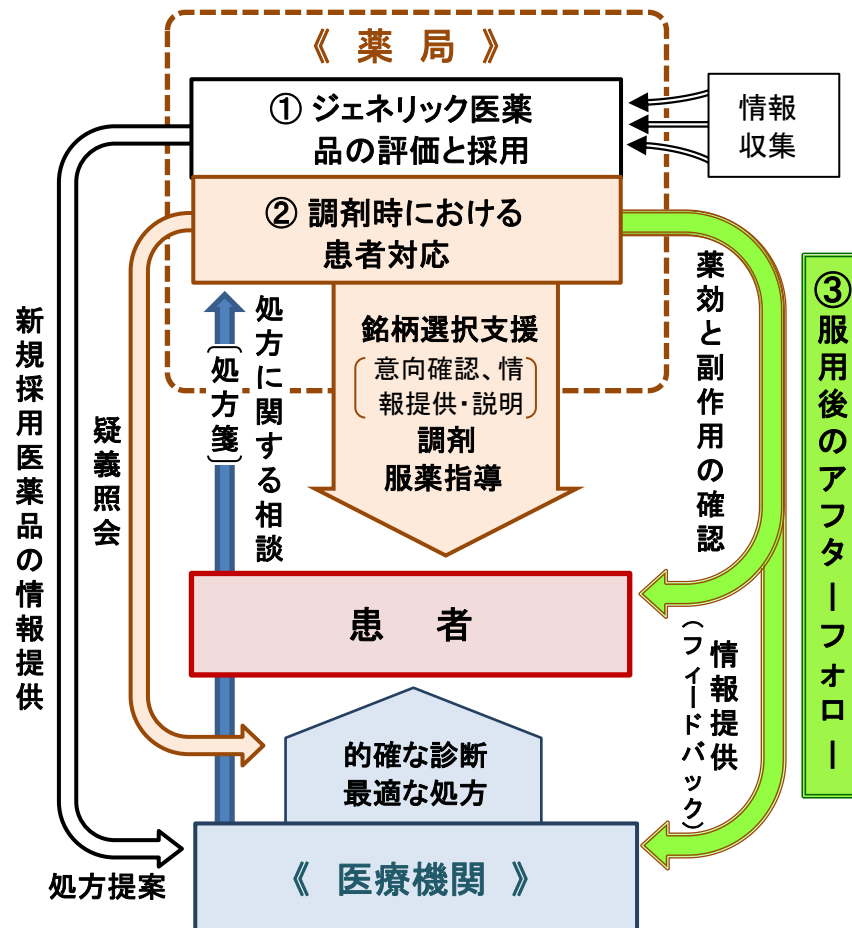 《 薬 局 》
① ジェネリック医薬
品の評価と採用
情報
収集
② 調剤時における
患者対応
銘柄選択支援
意向確認、情
報提供・説明
調剤
服薬指導
新規採用医薬品の情報提供
疑義照会
（処方箋）
処方に関する相談
薬効と副作用の確認
③服用後のアフターフォロー
患 者
情報提供
（フィードバック）
的確な診断
最適な処方
処方提案
《 医療機関 》